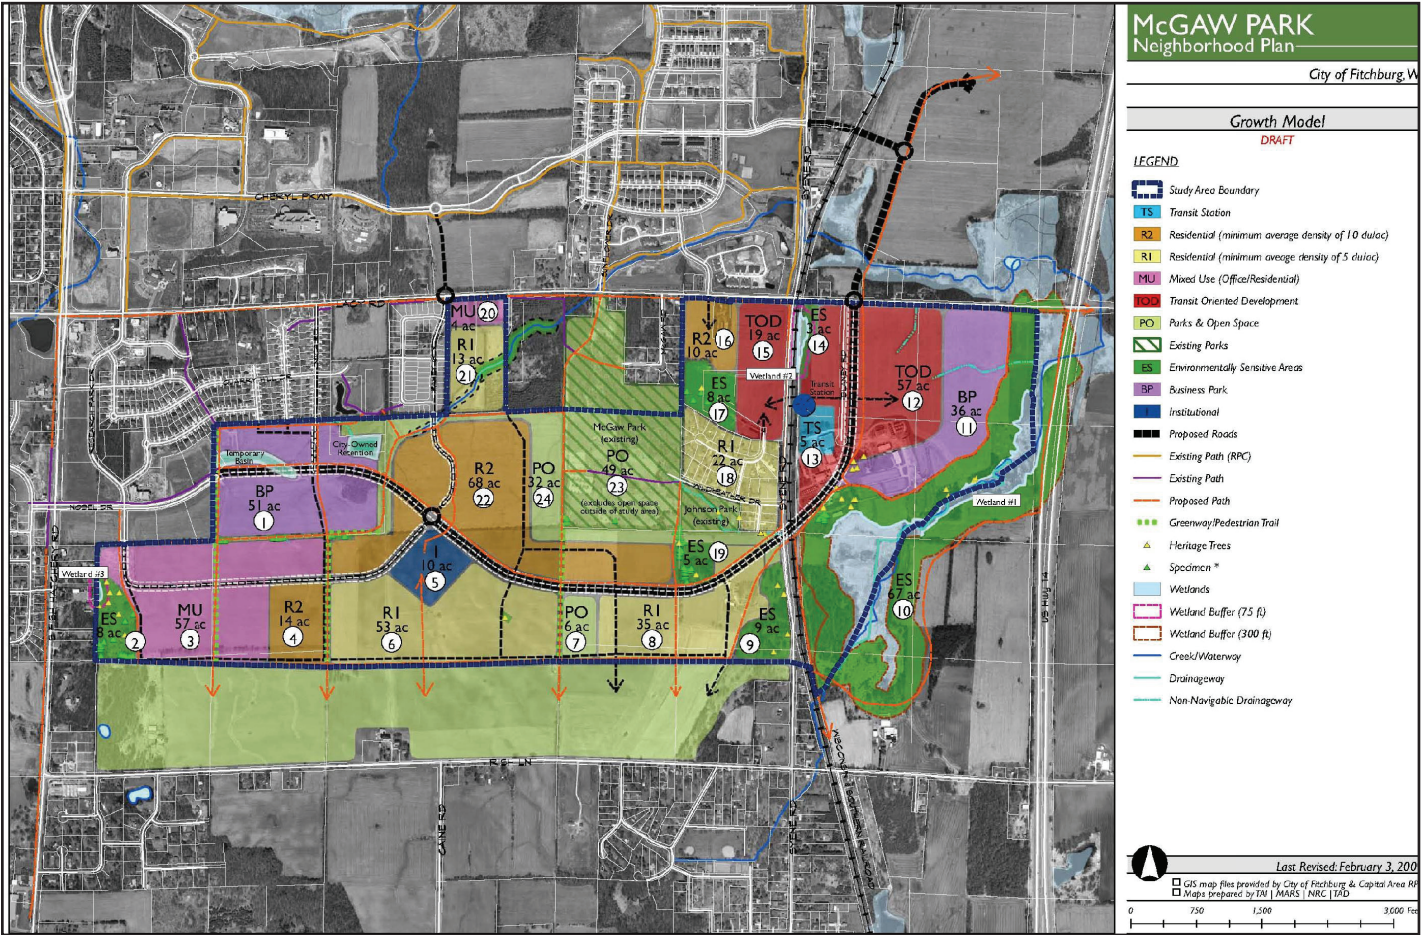 McGAW PARK
Neighborhood Plan
City of Fitchburg, W
Growth Model
DRAFT
LEGEND
Study Area Boundary
TS Transit Station
R2 Residential (minimum average density of 10 du/ac)
R1 Residential (minimum aveage density of 5 du/ac)
MU Mixed Use (Office/Residential)
TOD Transit Oriented Development
PO Parks & Open Space
Existing Parks
ES Environmentally Sensitive Areas
BP Business Park
I Institutional
Proposed Roads
Existing Path (RPC)
Existing Path
Proposed Path
Greenway/Pedestrian Trail
Heritage Trees
Specimen *
Wetlands
Wetland Buffer (75 ft)
Wetland Buffer (300 ft)
Creek/Waterway
Drainageway
Non-Navigable Drainageway
Last Revised: February 3, 200
GIS map files provided by City of Fitchburg & Capital Area RP
Maps prepared by TAI | MARS | NRC | TAD
0 750 1,500 3,000 Fee
CHERYL PKWY
SYENE RD
MU 20
4 ac
R1
13 ac
21
R2
10 ac
16
TOD
19 ac
15
ES
3 ac
14
Wetland #2
ES
8 ac
17
Transit
Station
TOD
57 ac
12
BP
36 ac
11
TS
5 ac
13
McGaw Park
(existing)
PO
49 ac
23
(excludes open space
outside of study area)
R1
22 ac
18
Johnson Park
(existing)
City-Owned
Retention
Temporary
Basin
BP
51 ac
1
NOBEL DR
R2
68 ac
22
PO
32 ac
24
Wetland #1
ES
5 ac
19
I
10 ac
5
Wetland #3
ES
8 ac
2
MU
57 ac
3
R2
14 ac
4
R1
53 ac
6
PO
6 ac
7
R1
35 ac
8
ES
9 ac
9
ES
67 ac
10
LACY RD
CAINE RD
SYENE RD